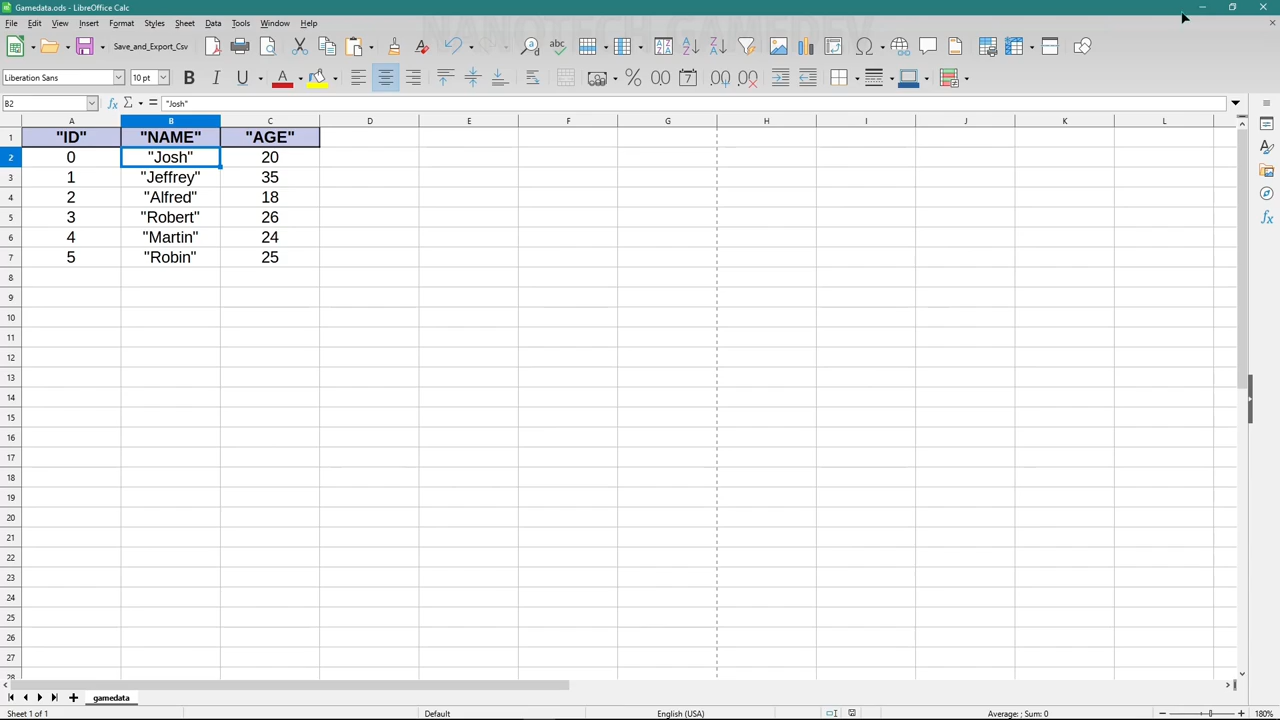 Gamedata.ods - LibreOffice Calc
File Edit View Insert Format Styles Sheet Data Tools Window Help
Save_and_Export_Csv
Liberation Sans 10 pt
B2 "Josh"
A B C D E F G H I J K L
1 "ID" "NAME" "AGE"
2 0 "Josh" 20
3 1 "Jeffrey" 35
4 2 "Alfred" 18
5 3 "Robert" 26
6 4 "Martin" 24
7 5 "Robin" 25
8
9
10
11
12
13
14
15
16
17
18
19
20
21
22
23
24
25
26
27
28
gamedata
Sheet 1 of 1 Default English (USA) Average: ; Sum: 0 180%